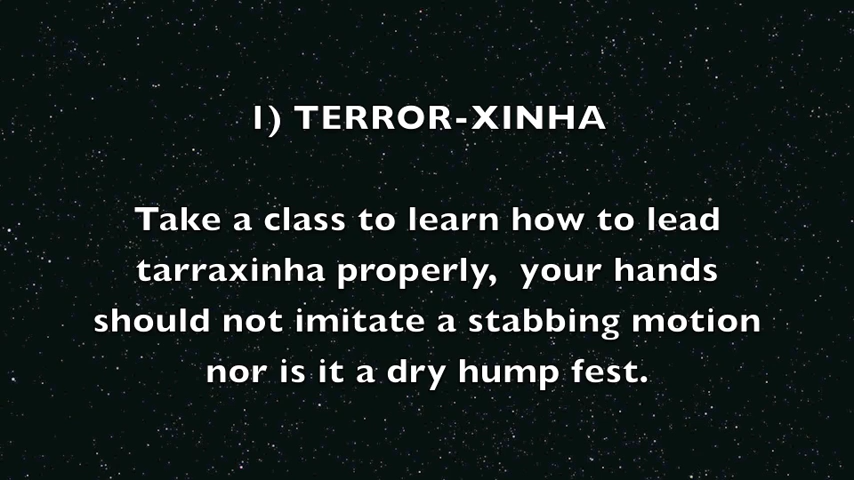 1) TERROR-XINHA
Take a class to learn how to lead
tarraxinha properly, your hands
should not imitate a stabbing motion
nor is it a dry hump fest.